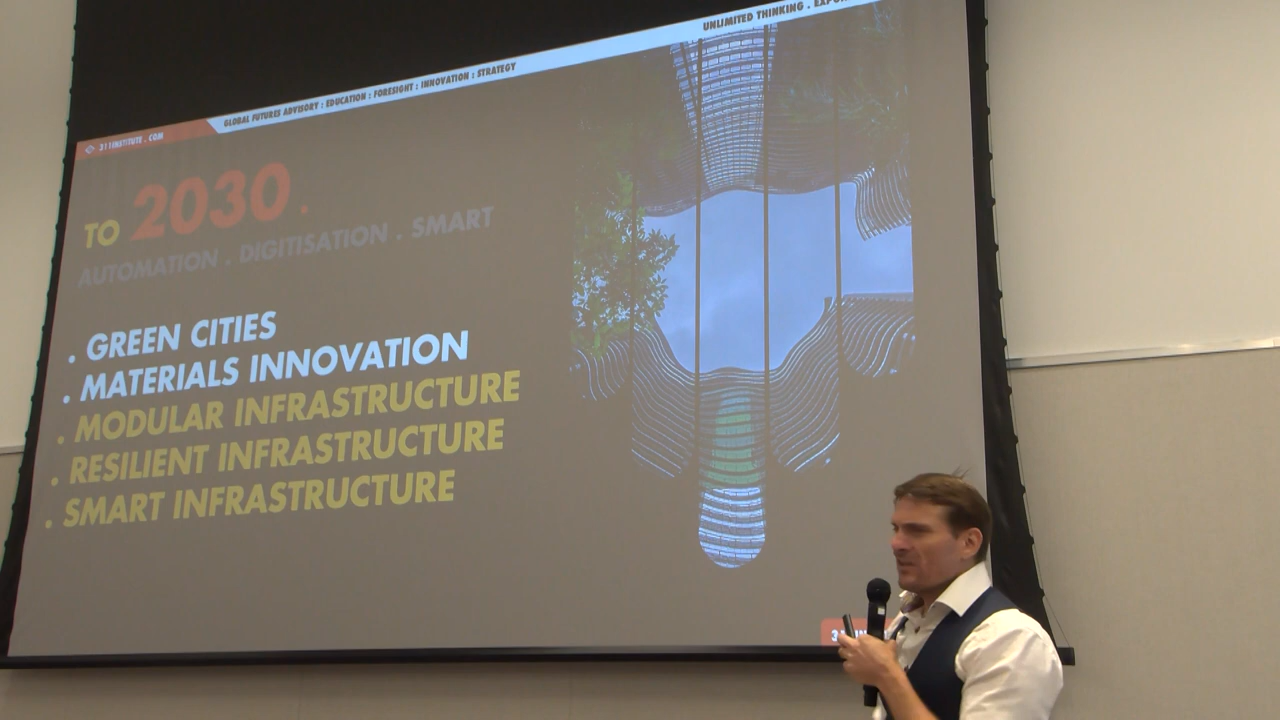 UNLIMITED THINKING .
GLOBAL FUTURES ADVISORY : EDUCATION : FORESIGHT : INNOVATION : STRATEGY
311INSTITUTE . COM
TO 2030 .
AUTOMATION . DIGITISATION . SMART
. GREEN CITIES
. MATERIALS INNOVATION
. MODULAR INFRASTRUCTURE
. RESILIENT INFRASTRUCTURE
. SMART INFRASTRUCTURE